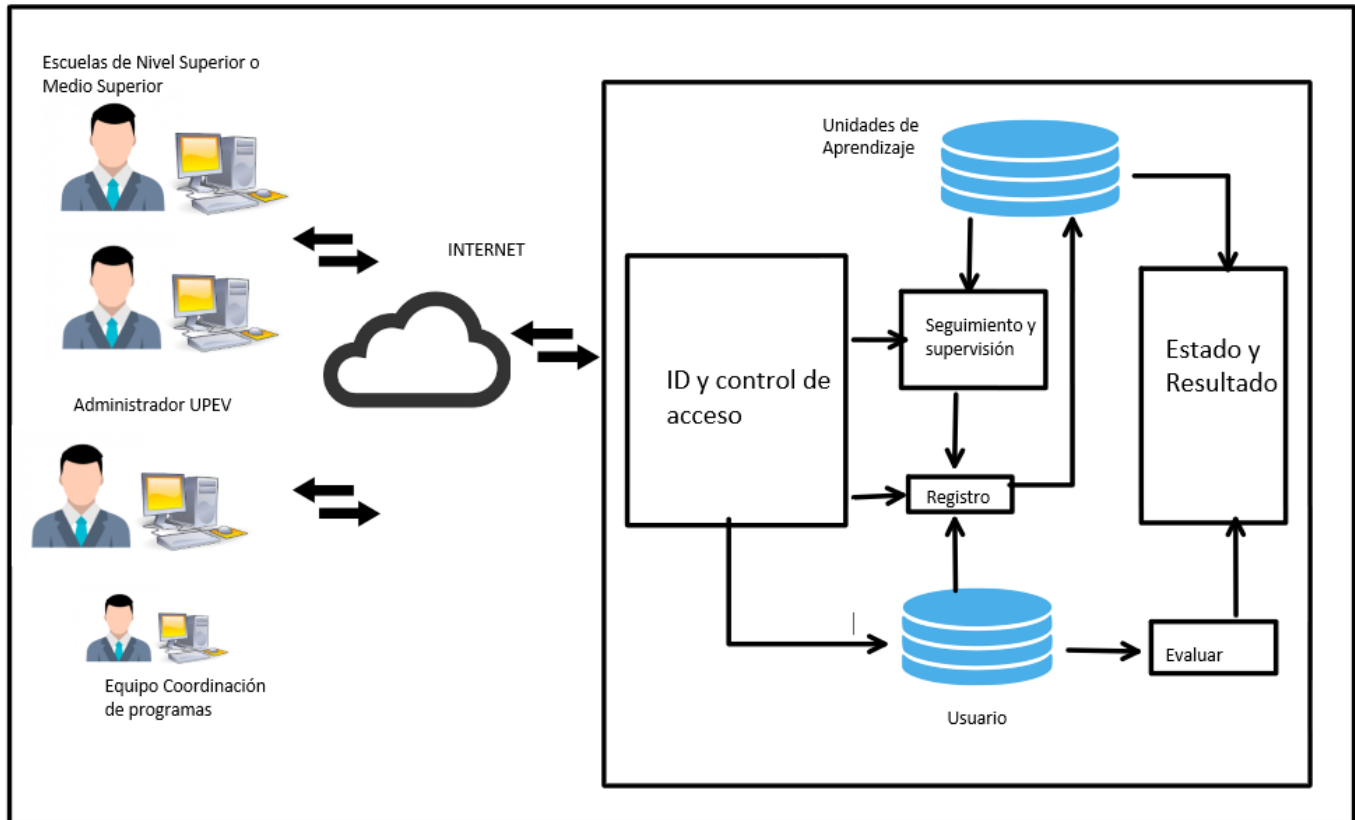 Escuelas de Nivel Superior o
Medio Superior
Administrador UPEV
Equipo Coordinación
de programas
INTERNET
Unidades de
Aprendizaje
ID y control de
acceso
Seguimiento y
supervisión
Registro
Estado y
Resultado
Evaluar
Usuario